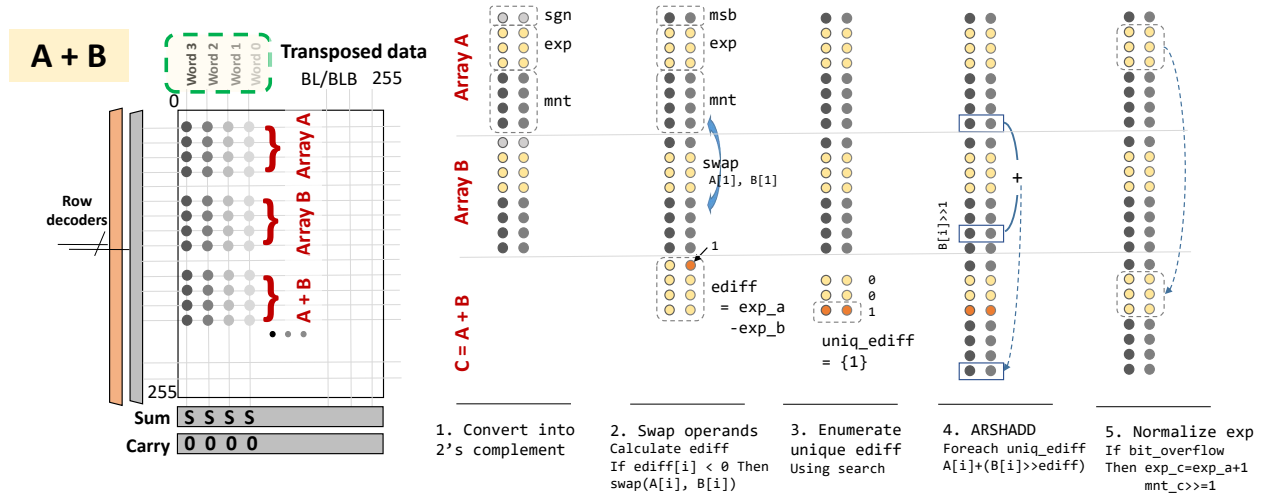 A + B
Word 3
Word 2
Word 1
Word 0
Transposed data
BL/BLB 255
0
Array A
Array B
A + B
Row
decoders
255
Sum S S S S
Carry 0 0 0 0
Array A
Array B
C = A + B
sgn
exp
mnt
1. Convert into
2's complement
msb
exp
mnt
swap
A[1], B[1]
1
ediff
= exp_a
-exp_b
2. Swap operands
Calculate ediff
If ediff[i] < 0 Then
swap(A[i], B[i])
0
0
1
uniq_ediff
= {1}
3. Enumerate
unique ediff
Using search
+
B[i]>>1
4. ARSHADD
Foreach uniq_ediff
A[i]+(B[i]>>ediff)
5. Normalize exp
If bit_overflow
Then exp_c=exp_a+1
mnt_c>>=1